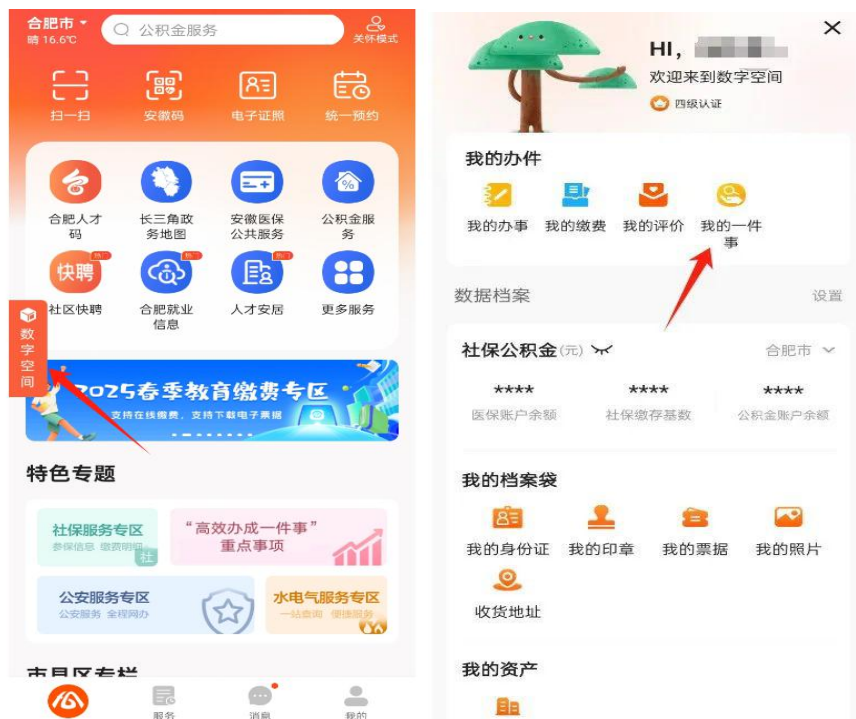 合肥市
晴 16.6℃
公积金服务
关怀模式
扫一扫
安徽码
电子证照
统一预约
合肥人才
码
长三角政
务地图
安徽医保
公共服务
公积金服
务
热门
热门
热门
快聘
社区快聘
合肥就业
信息
人才安居
更多服务
数字空间
2025春季教育缴费专区
支持在线缴费，支持下载电子票据
特色专题
社保服务专区
参保信息 缴费明细
社
“高效办成一件事”
重点事项
公安服务专区
公安服务 全程网办
水电气服务专区
一站查询 便捷服务
市县区专栏
服务
消息
我的
HI,
欢迎来到数字空间
四级认证
我的办件
我的办事
我的缴费
我的评价
我的一件
事
数据档案
设置
社保公积金(元)
合肥市
****
****
****
医保账户余额
社保缴存基数
公积金账户余额
我的档案袋
我的身份证
我的印章
我的票据
我的照片
收货地址
我的资产